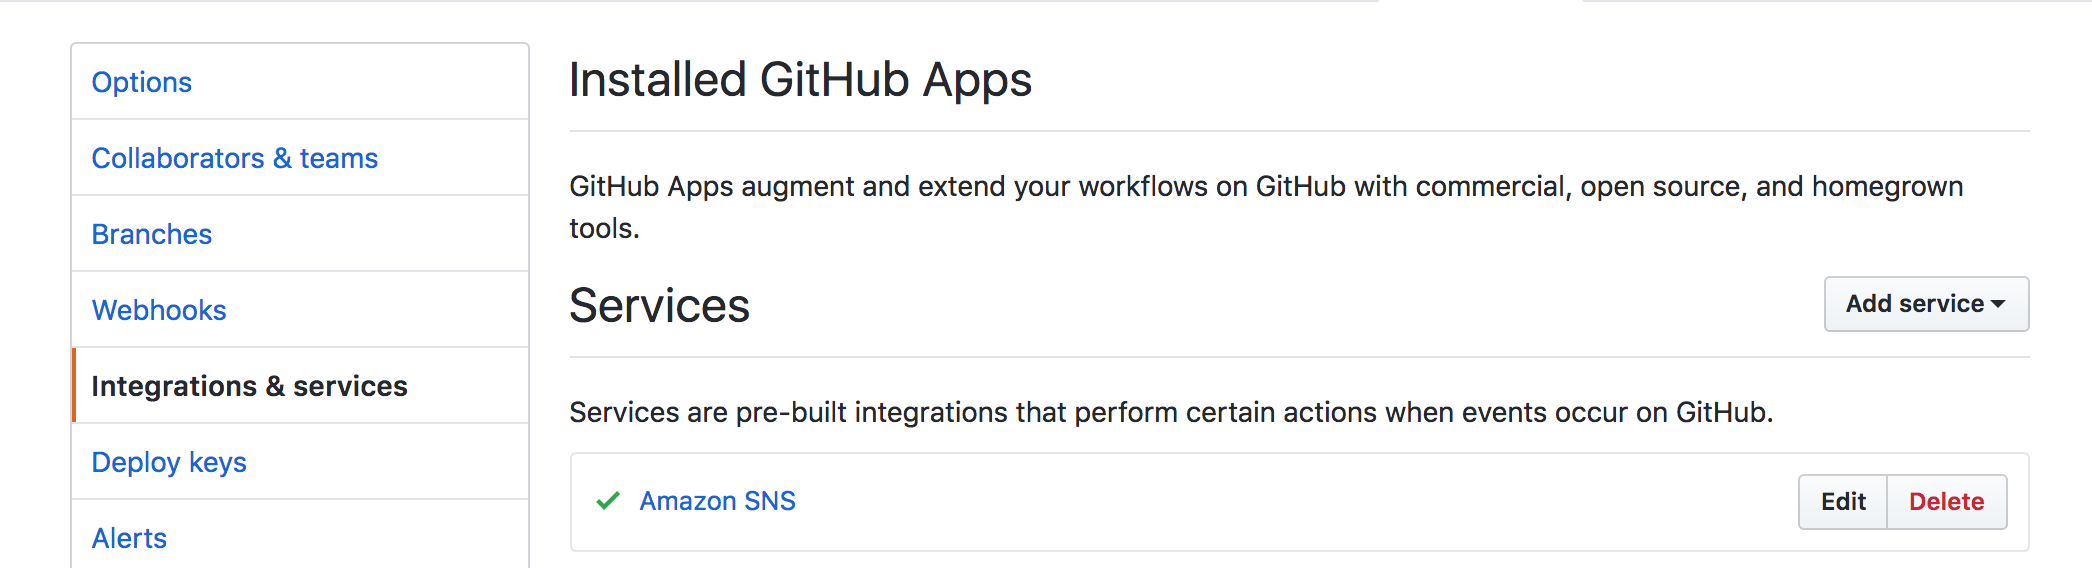 Options
Collaborators & teams
Branches
Webhooks
Integrations & services
Deploy keys
Alerts
Installed GitHub Apps
GitHub Apps augment and extend your workflows on GitHub with commercial, open source, and homegrown
tools.
Services
Add service
Services are pre-built integrations that perform certain actions when events occur on GitHub.
Amazon SNS
Edit
Delete